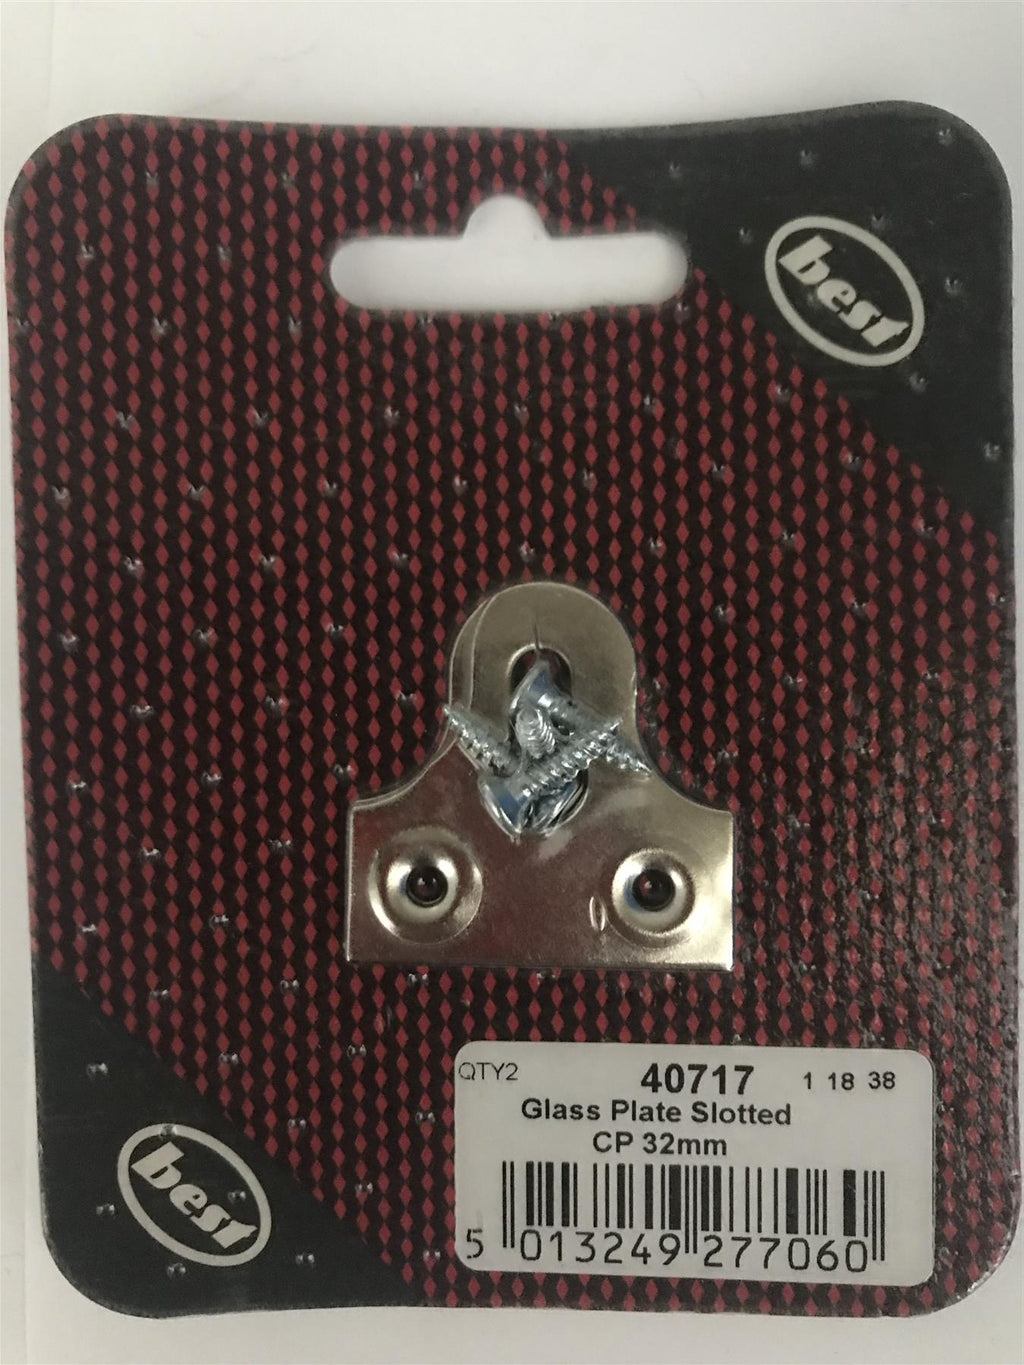 best
QTY2 40717 1 18 38
Glass Plate Slotted
CP 32mm
5 013249 277060
best